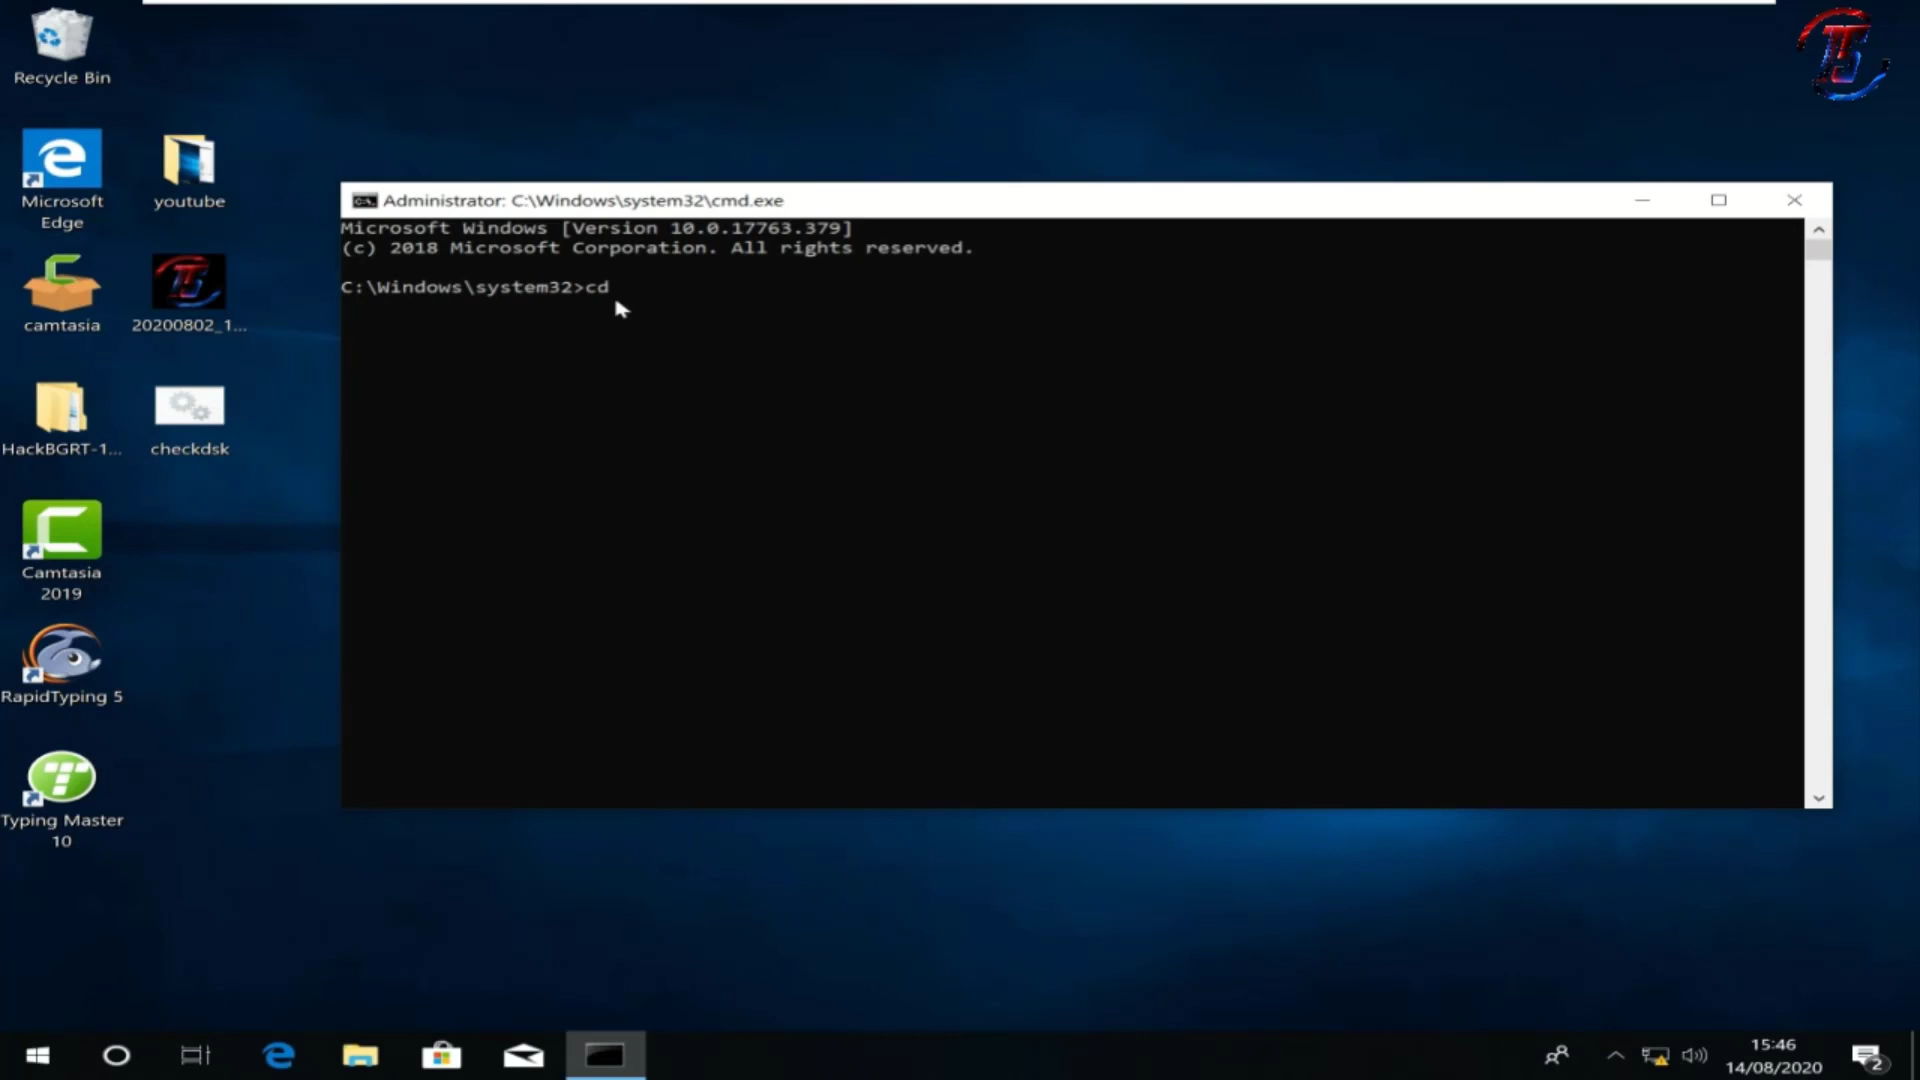 Recycle Bin
Microsoft
Edge
youtube
camtasia
20200802_1...
HackBGRT-1...
checkdsk
Camtasia
2019
RapidTyping 5
Typing Master
10
Administrator: C:\Windows\system32\cmd.exe
Microsoft Windows [Version 10.0.17763.379]
(c) 2018 Microsoft Corporation. All rights reserved.
C:\Windows\system32>cd
15:46
14/08/2020
2